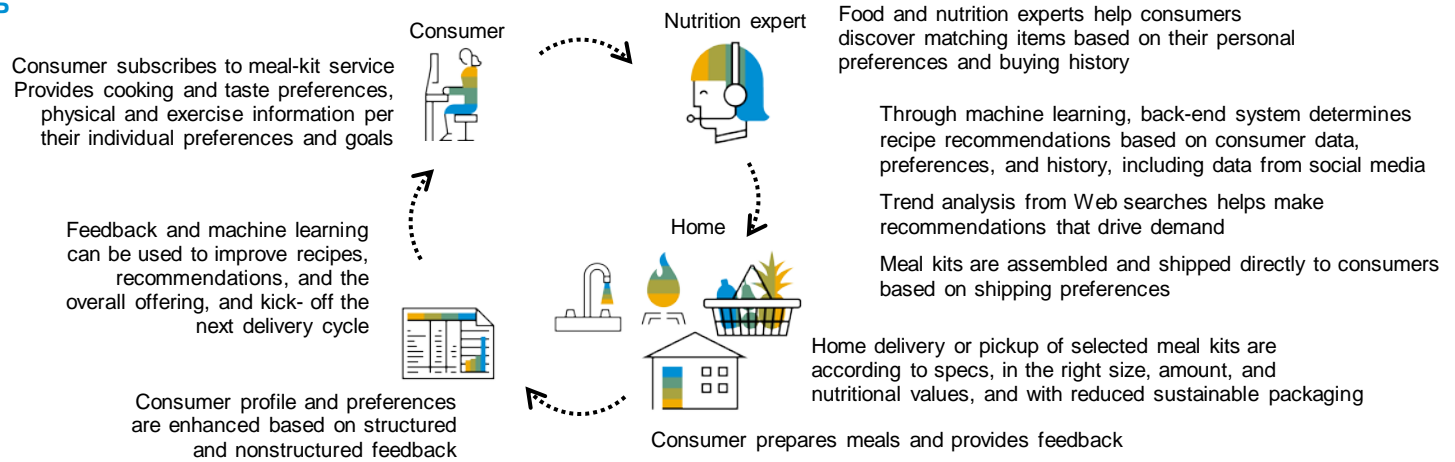 Consumer
Consumer subscribes to meal-kit service
Provides cooking and taste preferences,
physical and exercise information per
their individual preferences and goals
Nutrition expert
Food and nutrition experts help consumers
discover matching items based on their personal
preferences and buying history
Through machine learning, back-end system determines
recipe recommendations based on consumer data,
preferences, and history, including data from social media
Trend analysis from Web searches helps make
recommendations that drive demand
Meal kits are assembled and shipped directly to consumers
based on shipping preferences
Home
Home delivery or pickup of selected meal kits are
according to specs, in the right size, amount, and
nutritional values, and with reduced sustainable packaging
Consumer prepares meals and provides feedback
Consumer profile and preferences
are enhanced based on structured
and nonstructured feedback
Feedback and machine learning
can be used to improve recipes,
recommendations, and the
overall offering, and kick- off the
next delivery cycle